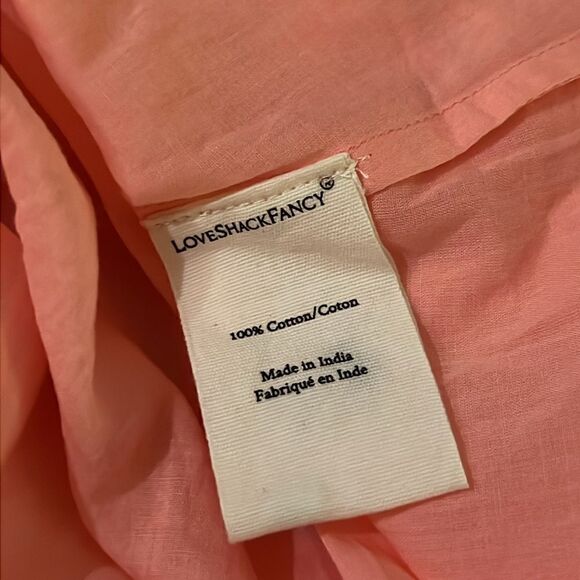 LoveShackFancy®
100% Cotton/Coton
Made in India
Fabriqué en Inde